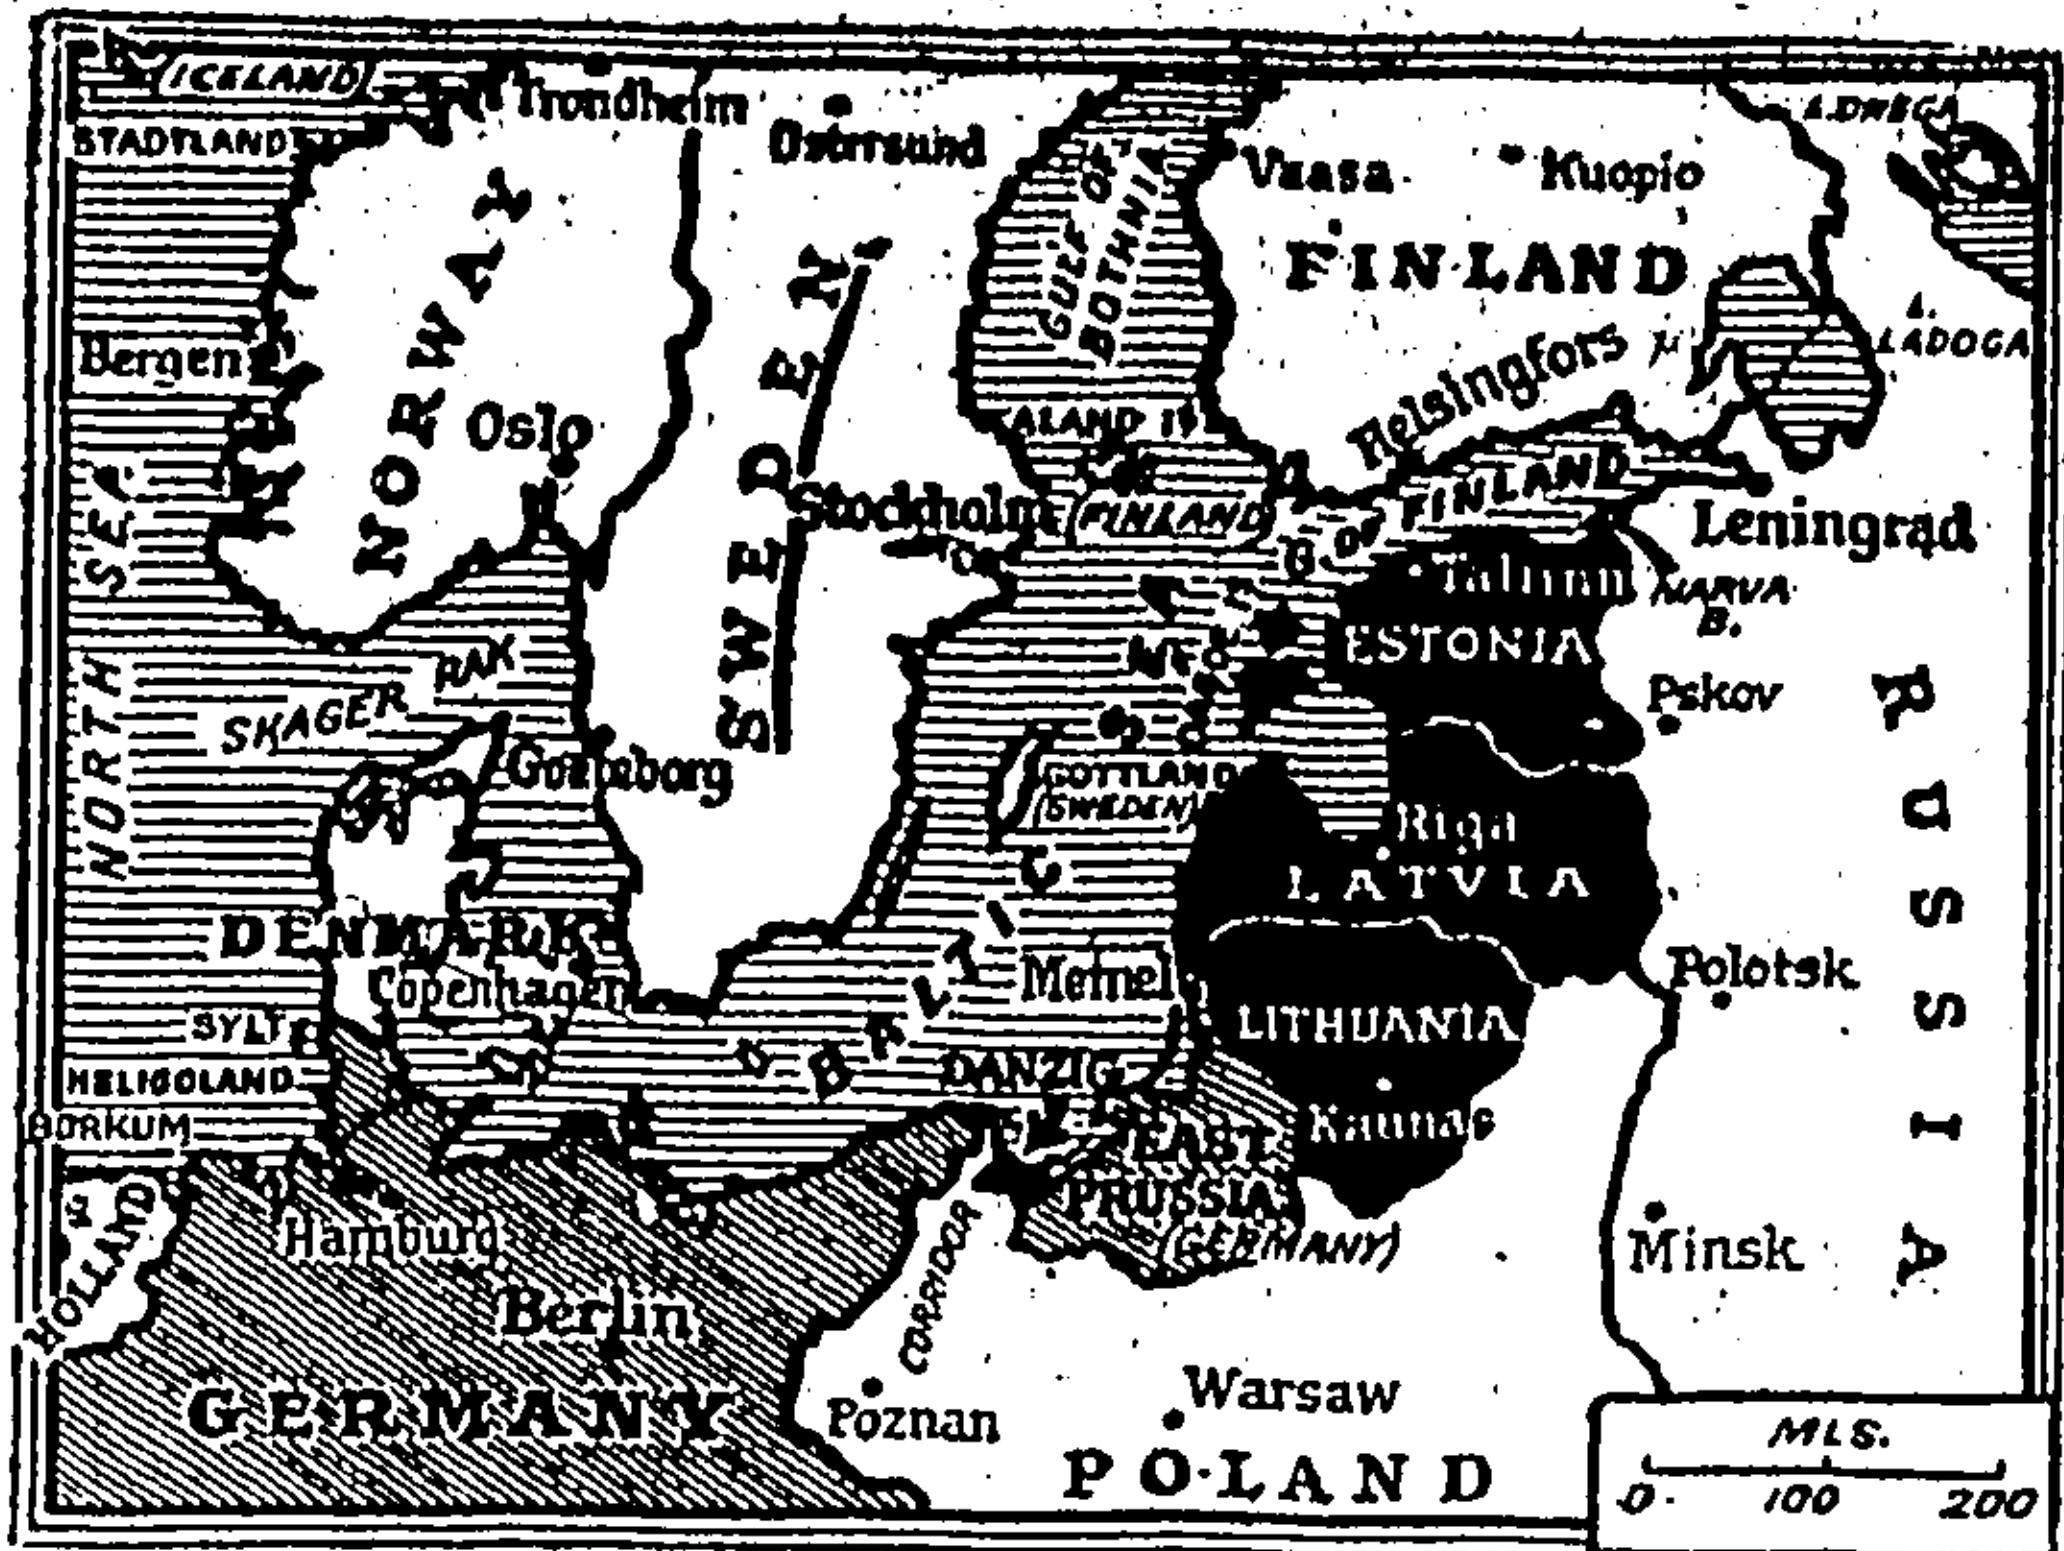 (ICELAND)
Trondheim
Ostersund
L.ONEGA
STADTLAND
Vaasa
Kuopio
GULF OF
BOTHNIA
NORWAY
SWEDEN
FINLAND
L.
LADOGA
Bergen
Oslo
Helsingfors
ALAND IS
(FINLAND)
G. OF FINLAND
Stockholm
Leningrad
NORTH SEA
Tallinn
NARVA
B.
ESTONIA
Pskov
SKAGER RAK
Goteborg
GOTTLAND
(SWEDEN)
Riga
LATVIA
RUSSIA
DENMARK
Copenhagen
BALTIC SEA
Memel
Polotsk
LITHUANIA
SYLT
HELIGOLAND
BORKUM
DANZIG
Kaunas
EAST
PRUSSIA
(GERMANY)
HOLLAND
Hamburg
CORRIDOR
Minsk
Berlin
GERMANY
Poznan
Warsaw
POLAND
MLS.
0 100 200